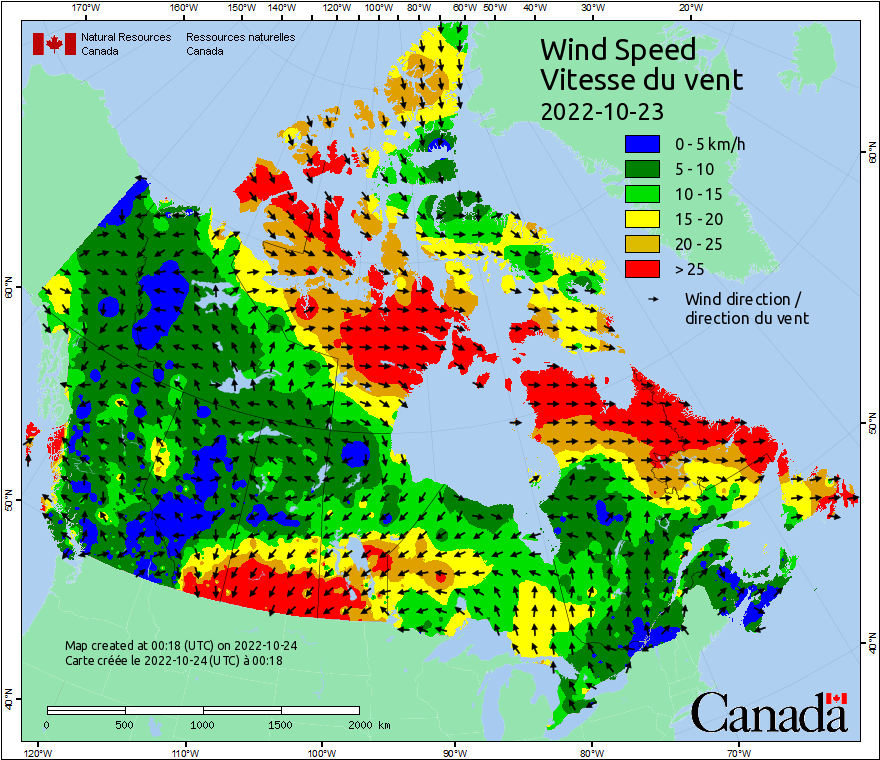 170°W 160°W 150°W 140°W 130°W 120°W 110°W 100°W 90°W 80°W 70°W 60°W 50°W 40°W 30°W 20°W
Natural Resources Ressources naturelles
Canada Canada
Wind Speed
Vitesse du vent
2022-10-23
0 - 5 km/h
5 - 10
10 - 15
15 - 20
20 - 25
> 25
Wind direction /
direction du vent
60°N 60°N
50°N 50°N
40°N 40°N
Map created at 00:18 (UTC) on 2022-10-24
Carte créée le 2022-10-24 (UTC) à 00:18
0 500 1000 1500 2000 km
Canada
120°W 110°W 100°W 90°W 80°W 70°W